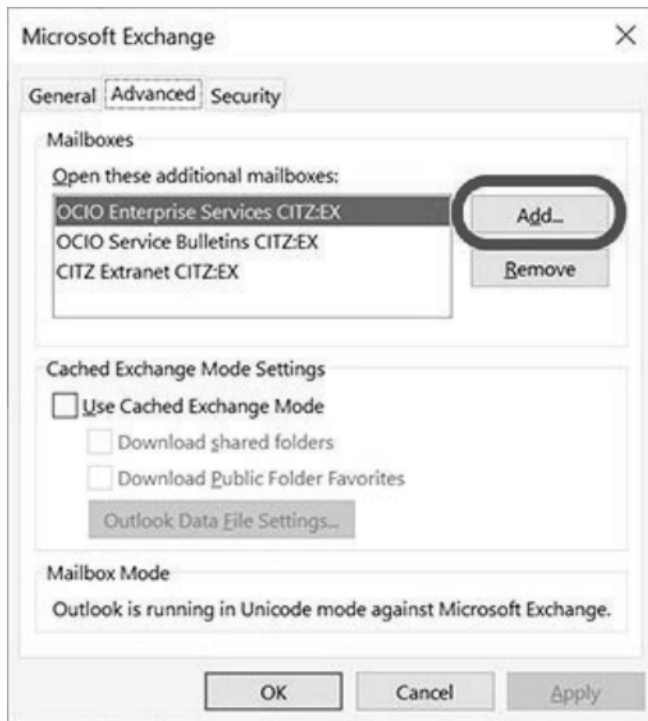 Microsoft Exchange
General Advanced Security
Mailboxes
Open these additional mailboxes:
OCIO Enterprise Services CITZ:EX
Add...
OCIO Service Bulletins CITZ:EX
CITZ Extranet CITZ:EX
Remove
Cached Exchange Mode Settings
Use Cached Exchange Mode
Download shared folders
Download Public Folder Favorites
Outlook Data File Settings...
Mailbox Mode
Outlook is running in Unicode mode against Microsoft Exchange.
OK Cancel Apply